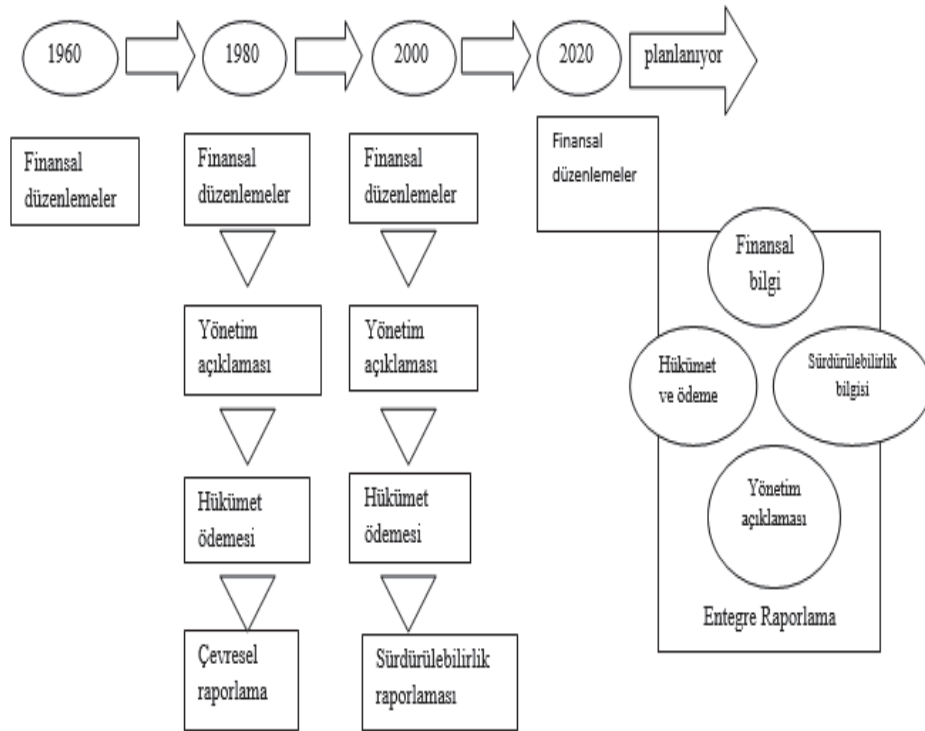 1960
1980
2000
2020
planlanıyor
Finansal
düzenlemeler
Finansal
düzenlemeler
Finansal
düzenlemeler
Finansal
düzenlemeler
Yönetim
açıklaması
Yönetim
açıklaması
Hükümet
ödemesi
Hükümet
ödemesi
Çevresel
raporlama
Sürdürülebilirlik
raporlaması
Finansal
bilgi
Hükümet
ve ödeme
Sürdürülebilirlik
bilgisi
Yönetim
açıklaması
Entegre Raporlama